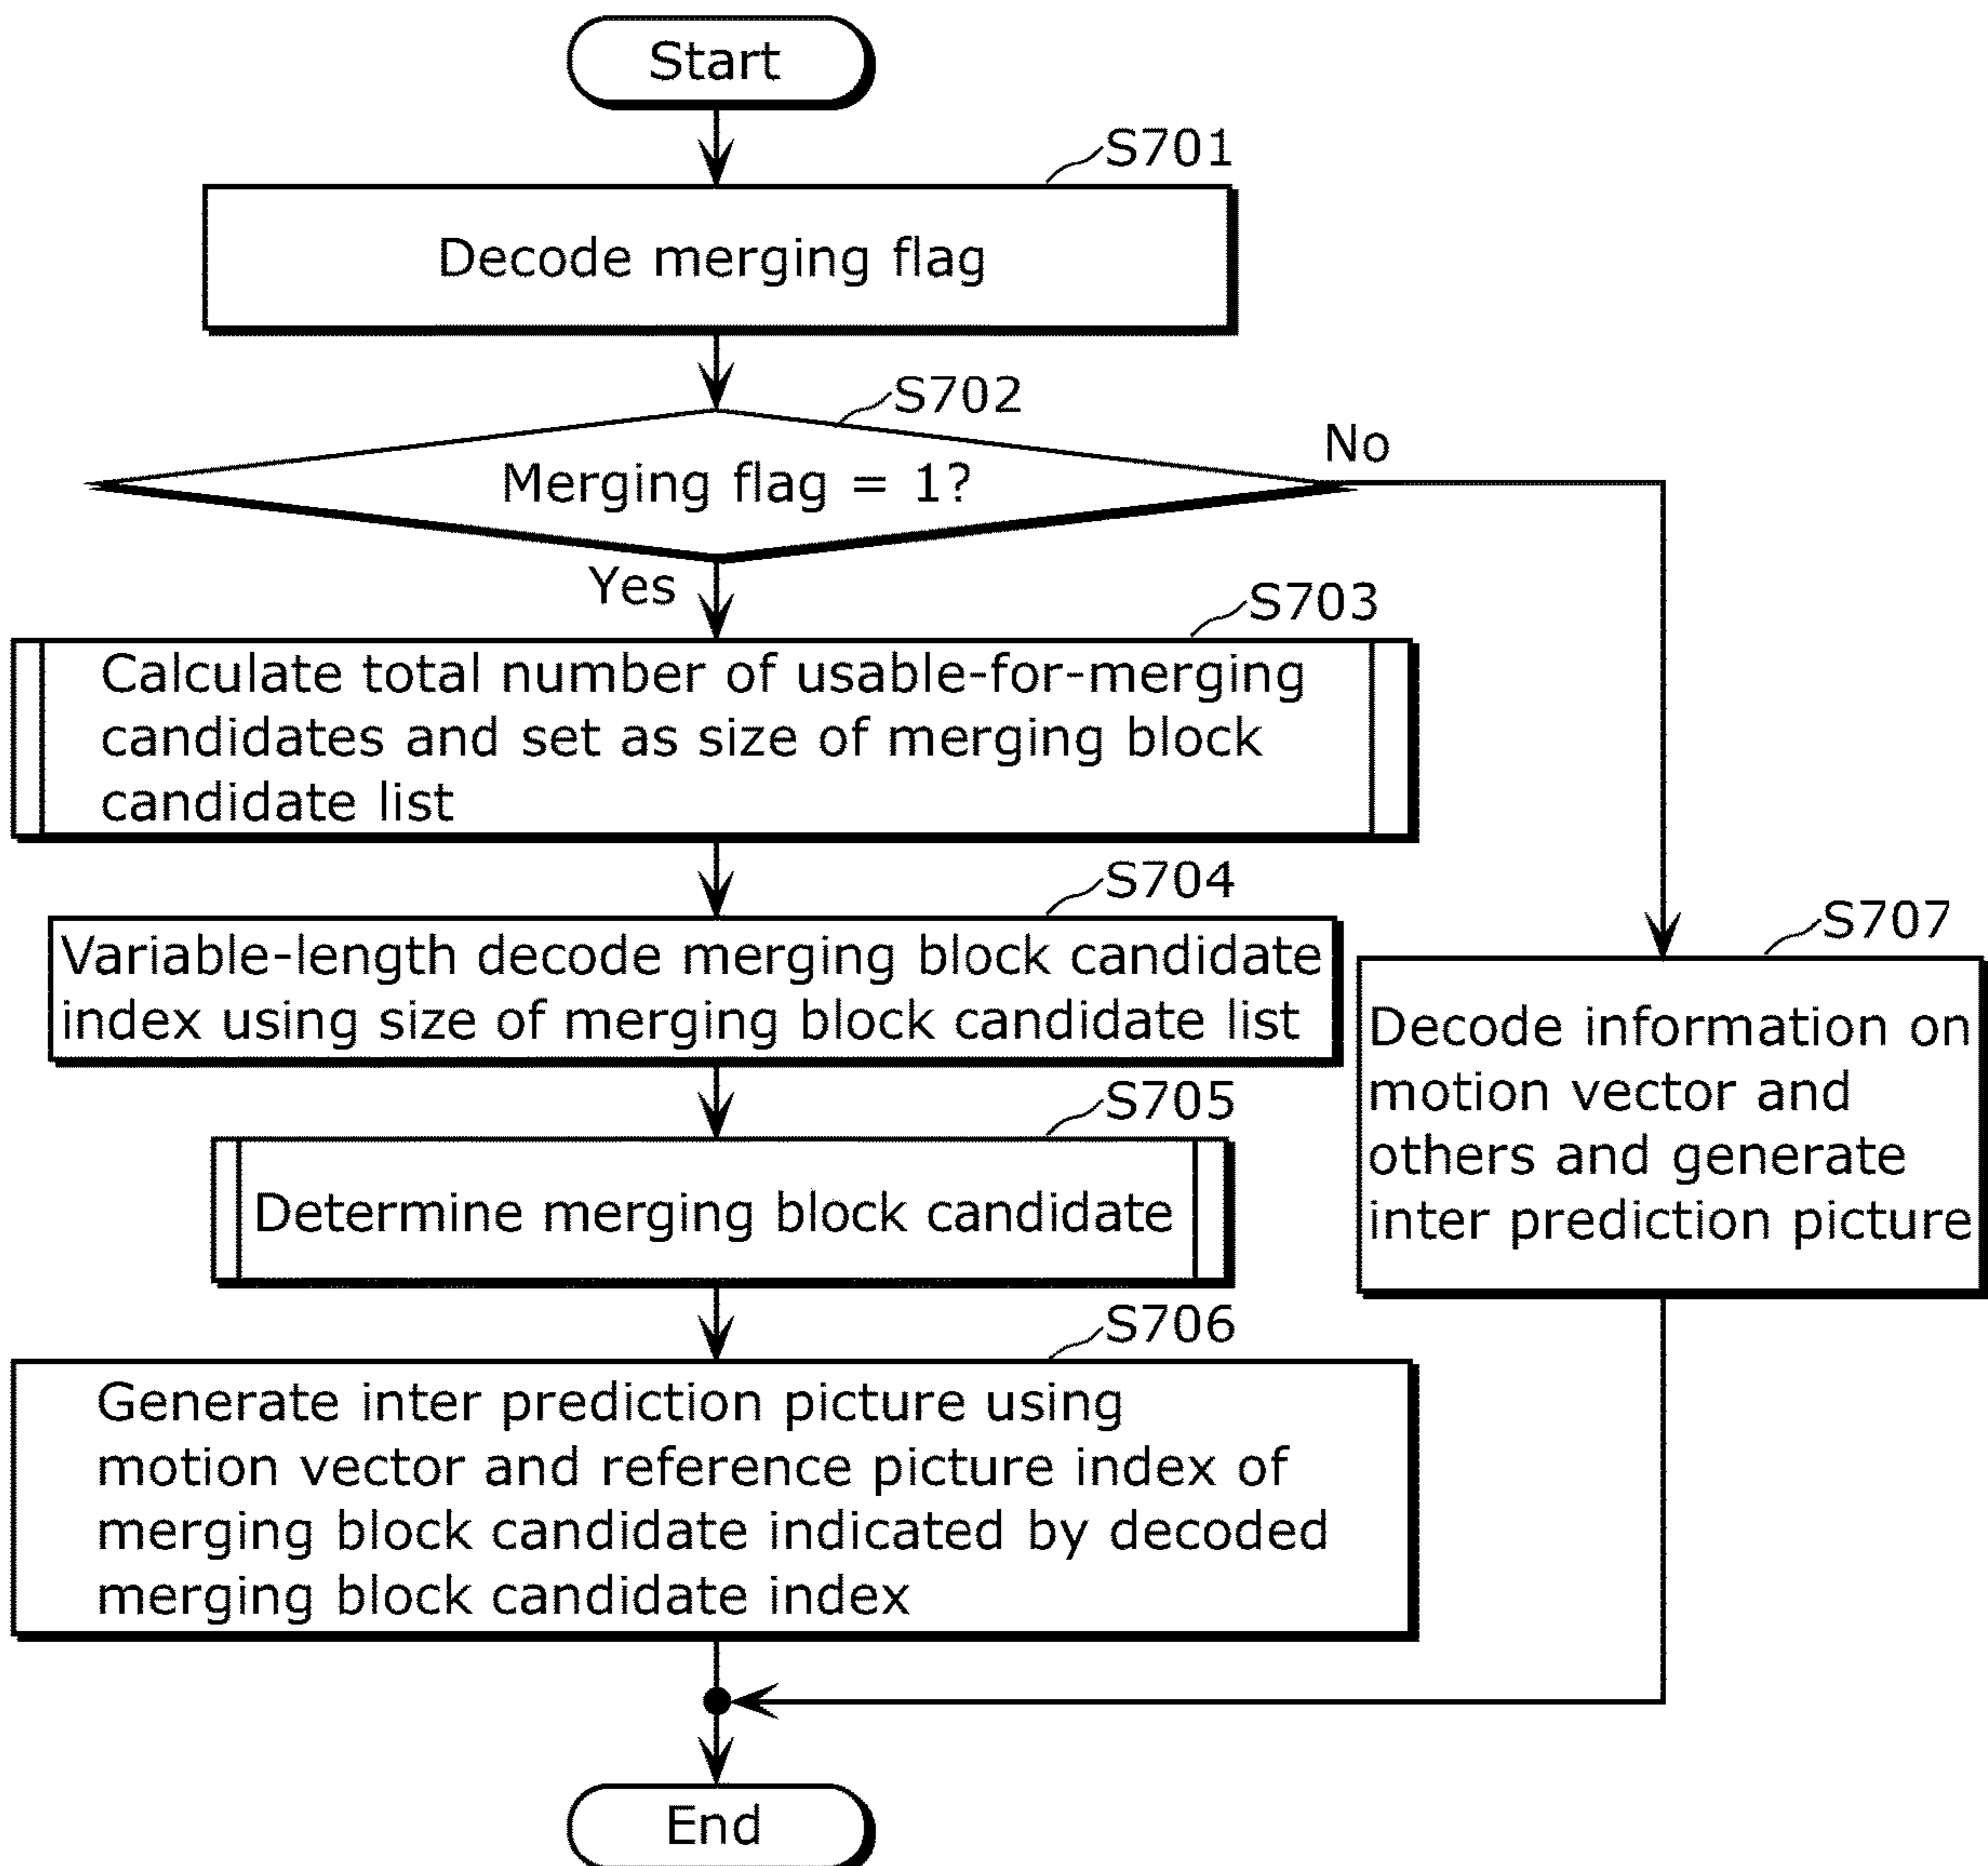 Start
S701
Decode merging flag
S702
Merging flag = 1?
No
Yes
S703
Calculate total number of usable-for-merging
candidates and set as size of merging block
candidate list
S704
Variable-length decode merging block candidate
index using size of merging block candidate list
S705
Determine merging block candidate
S706
Generate inter prediction picture using
motion vector and reference picture index of
merging block candidate indicated by decoded
merging block candidate index
S707
Decode information on
motion vector and
others and generate
inter prediction picture
End